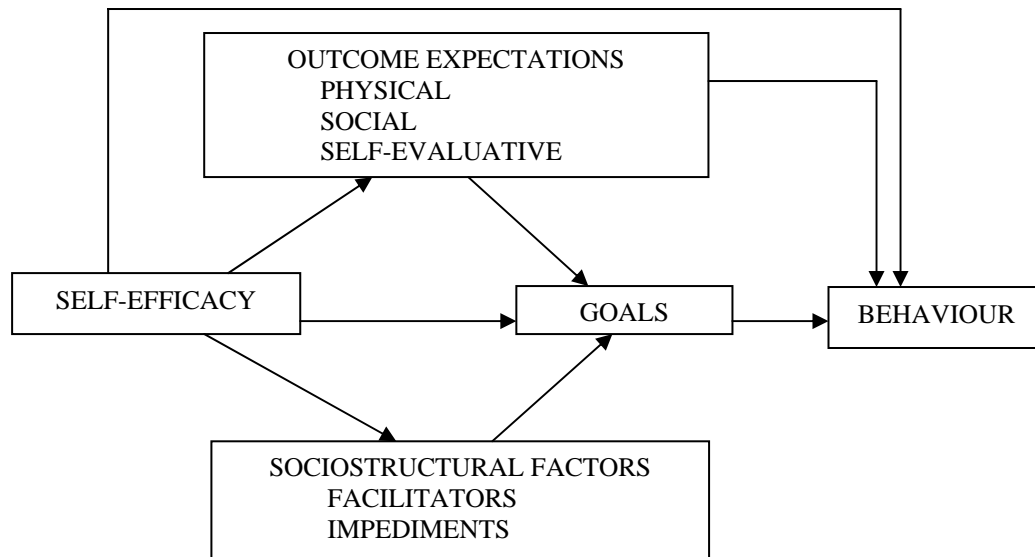 OUTCOME EXPECTATIONS
PHYSICAL
SOCIAL
SELF-EVALUATIVE
SELF-EFFICACY
GOALS
BEHAVIOUR
SOCIOSTRUCTURAL FACTORS
FACILITATORS
IMPEDIMENTS